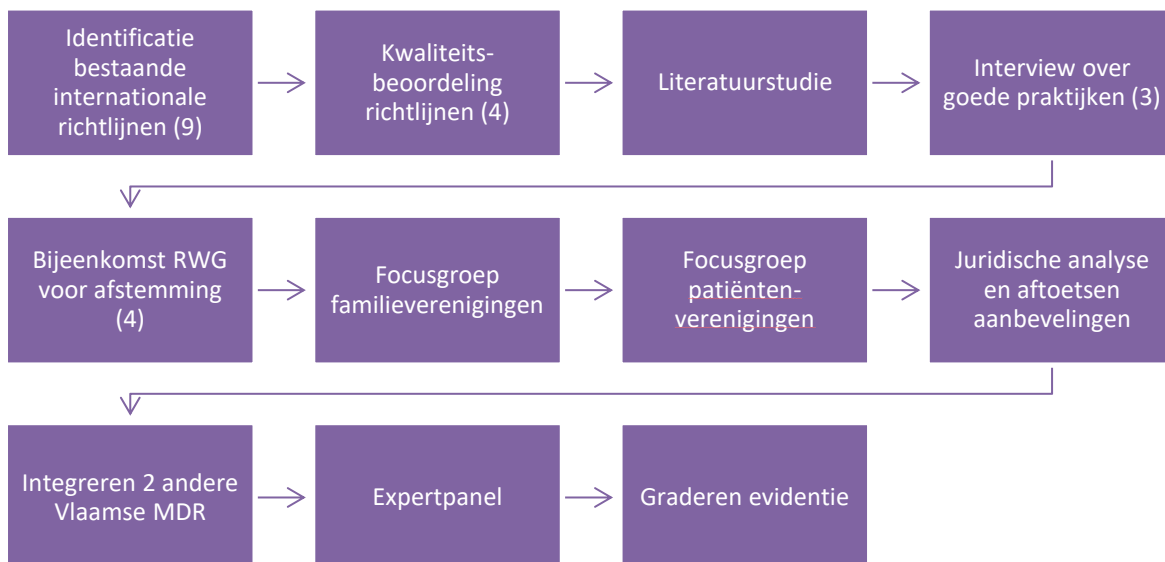 Identificatie
bestaande
internationale
richtlijnen (9)
Kwaliteits-
beoordeling
richtlijnen (4)
Literatuurstudie
Interview over
goede praktijken (3)
Bijeenkomst RWG
voor afstemming
(4)
Focusgroep
familieverenigingen
Focusgroep
patiënten-
verenigingen
Juridische analyse
en aftoetsen
aanbevelingen
Integreren 2 andere
Vlaamse MDR
Expertpanel
Graderen evidentie